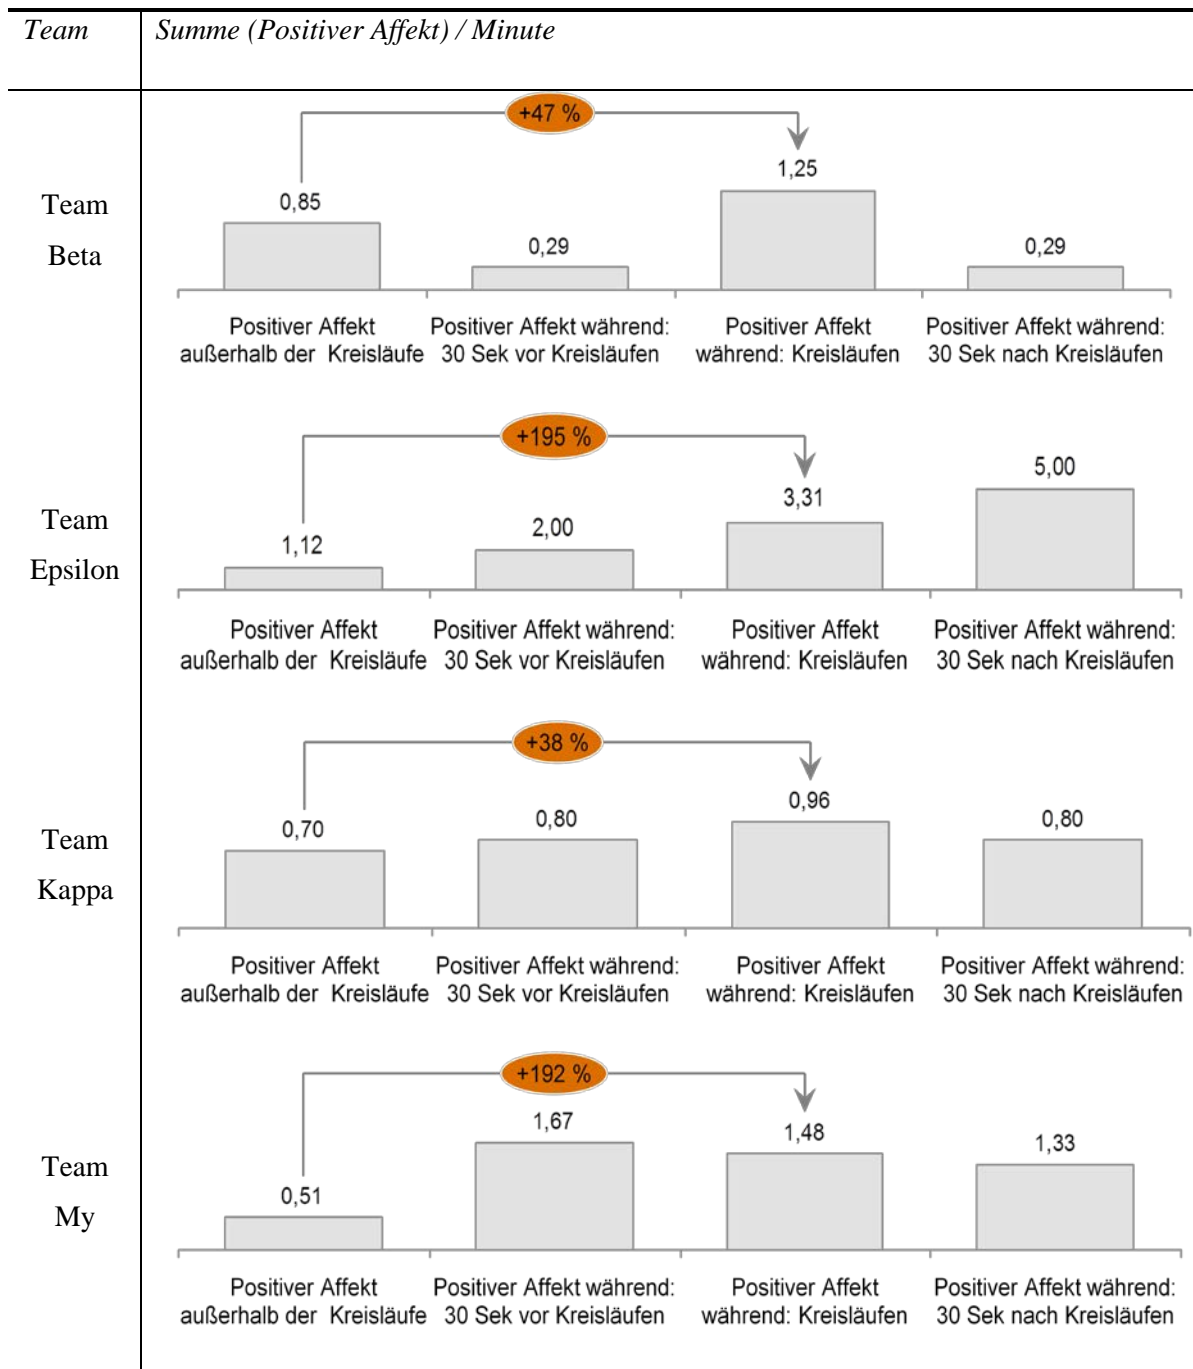 Team Summe (Positiver Affekt) / Minute
Team
Beta
+47 %
0,85
0,29
1,25
0,29
Positiver Affekt
außerhalb der Kreisläufe
Positiver Affekt während:
30 Sek vor Kreisläufen
Positiver Affekt
während: Kreisläufen
Positiver Affekt während:
30 Sek nach Kreisläufen
Team
Epsilon
+195 %
1,12
2,00
3,31
5,00
Positiver Affekt
außerhalb der Kreisläufe
Positiver Affekt während:
30 Sek vor Kreisläufen
Positiver Affekt
während: Kreisläufen
Positiver Affekt während:
30 Sek nach Kreisläufen
Team
Kappa
+38 %
0,70
0,80
0,96
0,80
Positiver Affekt
außerhalb der Kreisläufe
Positiver Affekt während:
30 Sek vor Kreisläufen
Positiver Affekt
während: Kreisläufen
Positiver Affekt während:
30 Sek nach Kreisläufen
Team
My
+192 %
0,51
1,67
1,48
1,33
Positiver Affekt
außerhalb der Kreisläufe
Positiver Affekt während:
30 Sek vor Kreisläufen
Positiver Affekt
während: Kreisläufen
Positiver Affekt während:
30 Sek nach Kreisläufen